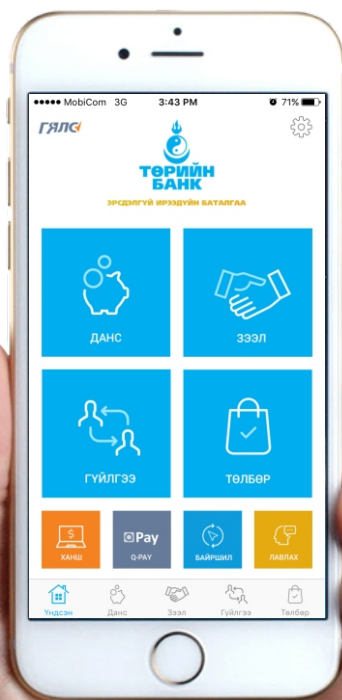 MobiCom 3G 3:43 PM 71%
ГЯЛС
ТӨРИЙН
БАНК
ЭРСДЭЛГҮЙ ИРЭЭДҮЙН БАТАЛГАА
ДАНС
ЗЭЭЛ
ГҮЙЛГЭЭ
ТӨЛБӨР
$
Pay
ХАНШ
Q-PAY
БАЙРШИЛ
ЛАВЛАХ
Үндсэн
Данс
Зээл
Гүйлгээ
Төлбөр